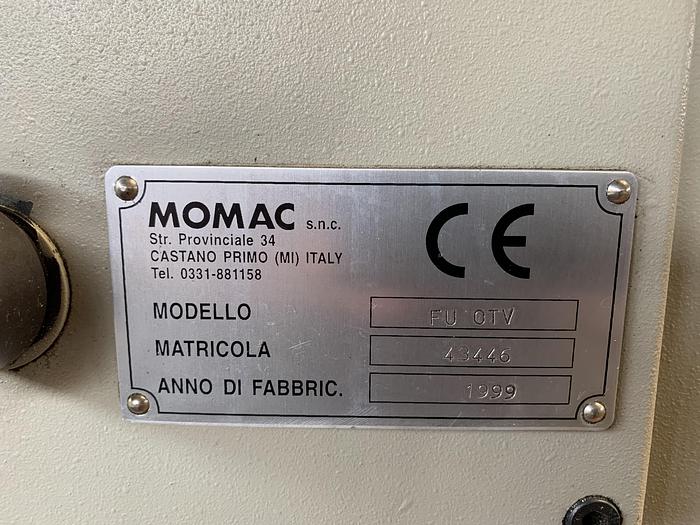 MOMAC s.n.c.
Str. Provinciale 34
CASTANO PRIMO (MI) ITALY
Tel. 0331-881158
CE
MODELLO FU OTV
MATRICOLA 43446
ANNO DI FABBRIC. 1999